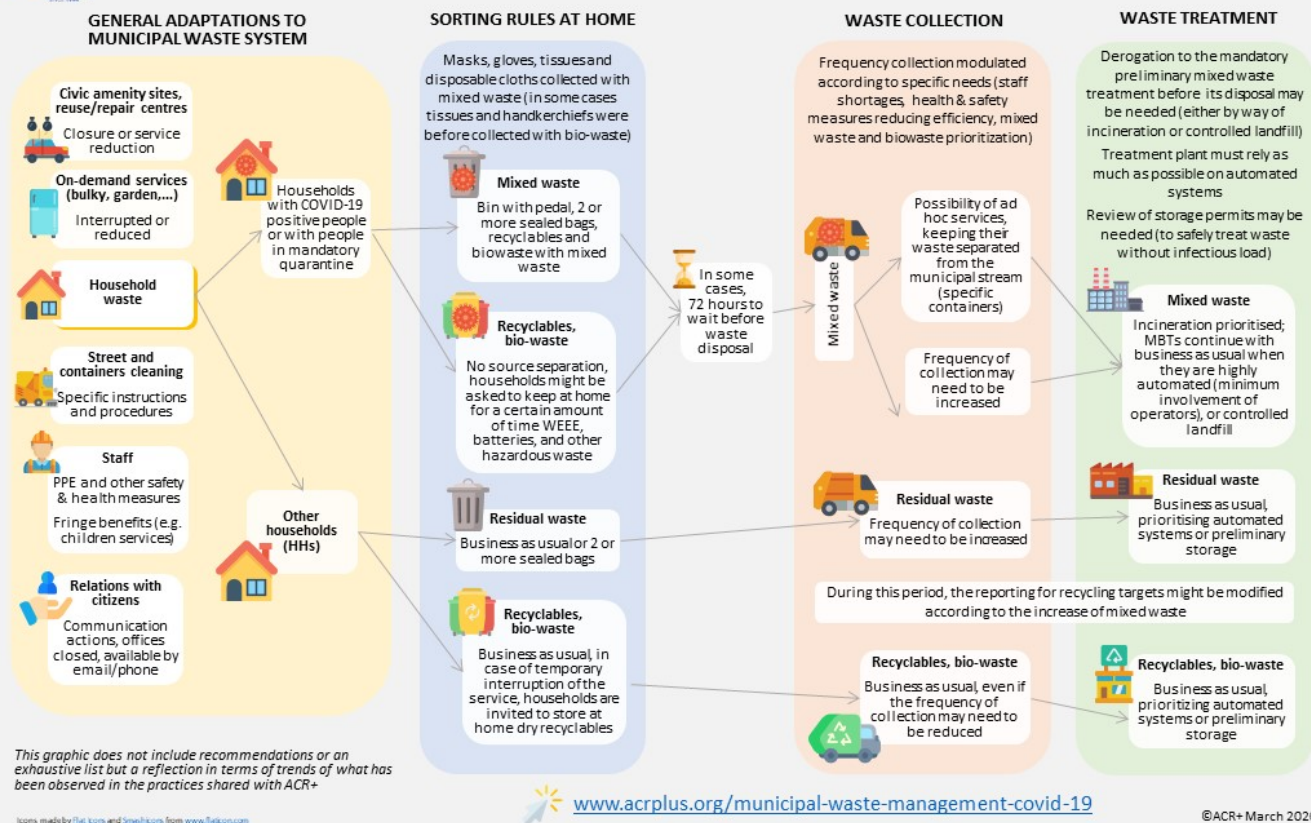 GENERAL ADAPTATIONS TO
MUNICIPAL WASTE SYSTEM
Civic amenity sites,
reuse/repair centres
Closure or service
reduction
On-demand services
(bulky, garden,...)
Interrupted or
reduced
Household
waste
Street and
containers cleaning
Specific instructions
and procedures
Staff
PPE and other safety
& health measures
Fringe benefits (e.g.
children services)
Relations with
citizens
Communication
actions, offices
closed, available by
email/phone
Households
with COVID-19
positive people
or with people
in mandatory
quarantine
Other
households
(HHs)
SORTING RULES AT HOME
Masks, gloves, tissues and
disposable cloths collected with
mixed waste (in some cases
tissues and handkerchiefs were
before collected with bio-waste)
Mixed waste
Bin with pedal, 2 or
more sealed bags,
recyclables and
biowaste with mixed
waste
Recyclables,
bio-waste
No source separation,
households might be
asked to keep at home
for a certain amount
of time WEEE,
batteries, and other
hazardous waste
Residual waste
Business as usual or 2 or
more sealed bags
Recyclables,
bio-waste
Business as usual, in
case of temporary
interruption of the
service, households are
invited to store at
home dry recyclables
In some
cases,
72 hours to
wait before
waste
disposal
WASTE COLLECTION
Frequency collection modulated
according to specific needs (staff
shortages, health & safety
measures reducing efficiency, mixed
waste and biowaste prioritization)
Mixed waste
Possibility of ad
hoc services,
keeping their
waste separated
from the
municipal stream
(specific
containers)
Frequency of
collection may
need to be
increased
Residual waste
Frequency of collection
may need to be increased
During this period, the reporting for recycling targets might be modified
according to the increase of mixed waste
Recyclables, bio-waste
Business as usual, even if
the frequency of
collection may need to
be reduced
WASTE TREATMENT
Derogation to the mandatory
preliminary mixed waste
treatment before its disposal may
be needed (either by way of
incineration or controlled landfill)
Treatment plant must rely as
much as possible on automated
systems
Review of storage permits may be
needed (to safely treat waste
without infectious load)
Mixed waste
Incineration prioritised;
MBTs continue with
business as usual when
they are highly
automated (minimum
involvement of
operators), or controlled
landfill
Residual waste
Business as usual,
prioritising automated
systems or preliminary
storage
Recyclables, bio-waste
Business as usual,
prioritizing automated
systems or preliminary
storage
This graphic does not include recommendations or an
exhaustive list but a reflection in terms of trends of what has
been observed in the practices shared with ACR+
Icons made by Flat Icons and Smashicons from www.flaticon.com
www.acrplus.org/municipal-waste-management-covid-19
©ACR+ March 202